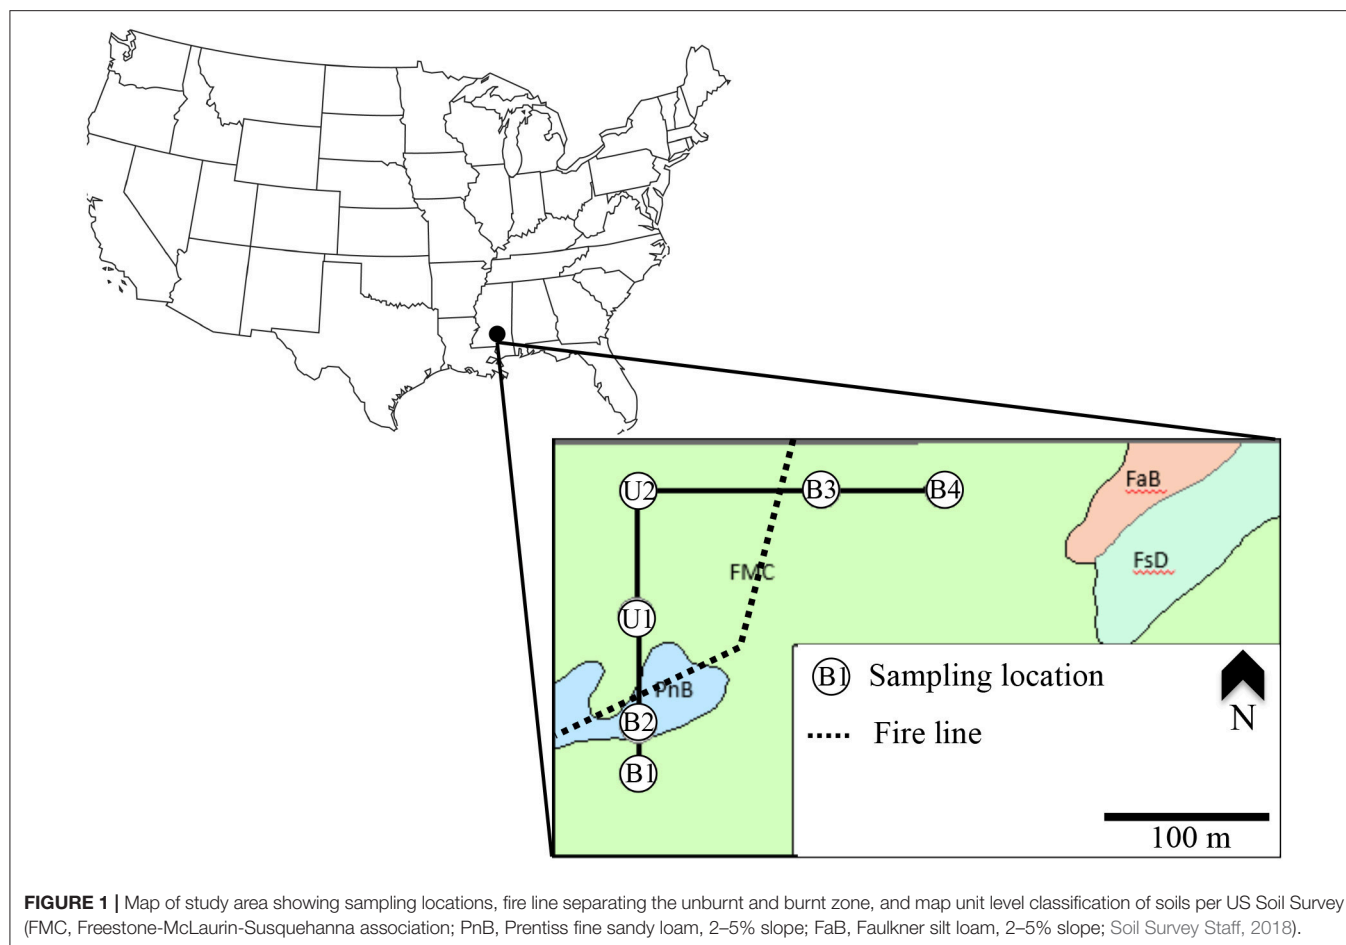 U2
B3
B4
FaB
FMC
FsD
U1
PnB
B2
B1
B1 Sampling location
Fire line
N
100 m
FIGURE 1 | Map of study area showing sampling locations, fire line separating the unburnt and burnt zone, and map unit level classification of soils per US Soil Survey
(FMC, Freestone-McLaurin-Susquehanna association; PnB, Prentiss fine sandy loam, 2–5% slope; FaB, Faulkner silt loam, 2–5% slope; Soil Survey Staff, 2018).